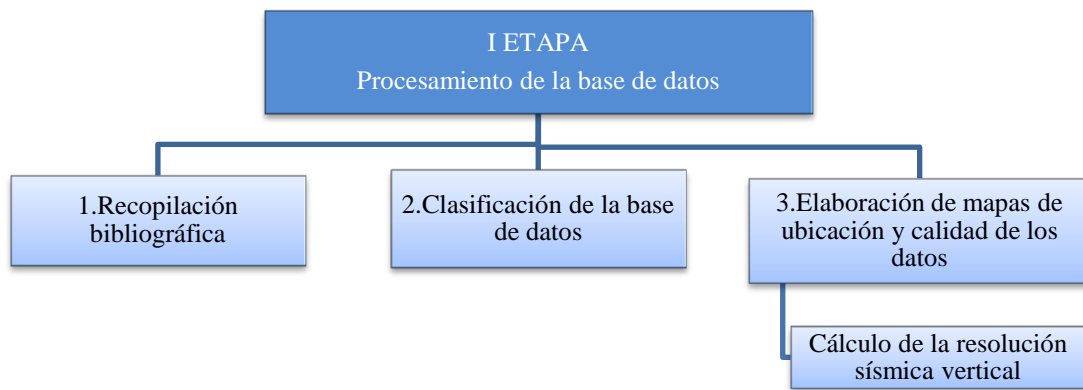 I ETAPA
Procesamiento de la base de datos
1.Recopilación
bibliográfica
2.Clasificación de la base
de datos
3.Elaboración de mapas de
ubicación y calidad de los
datos
Cálculo de la resolución
sísmica vertical